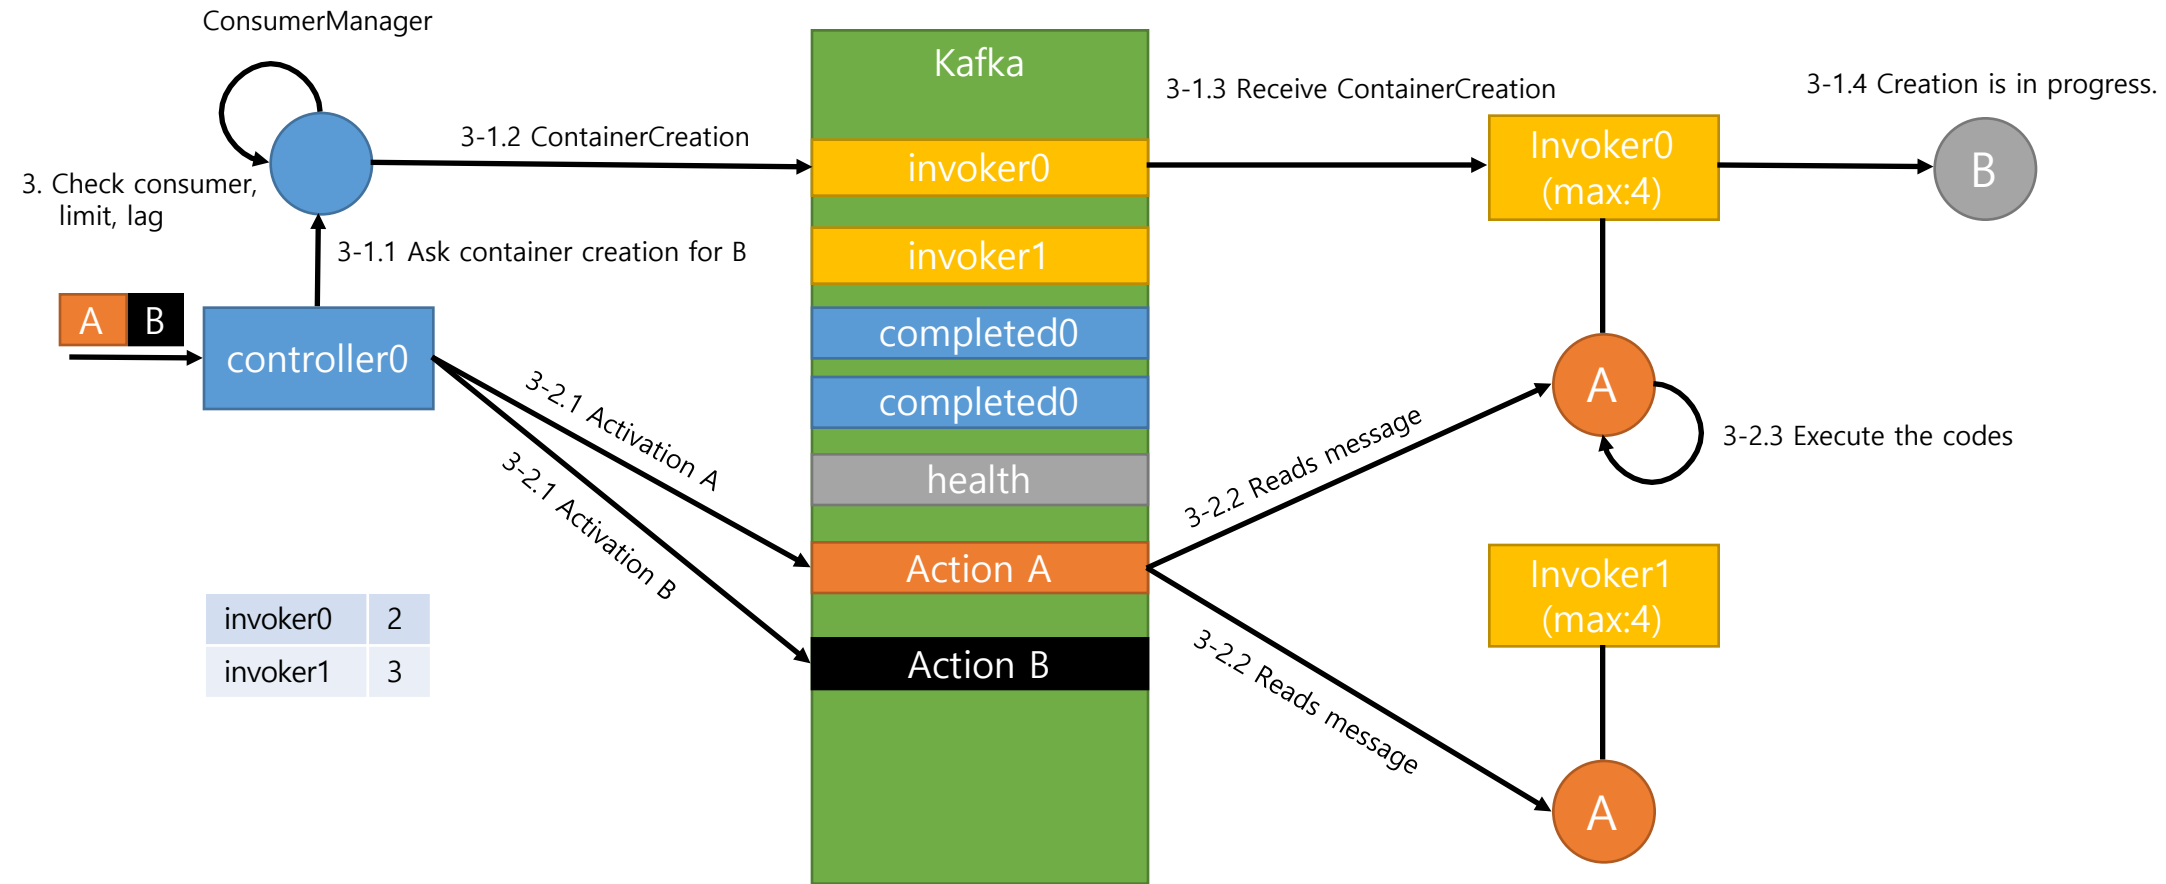 ConsumerManager
Kafka
3-1.3 Receive ContainerCreation
3-1.4 Creation is in progress.
3-1.2 ContainerCreation
invoker0
Invoker0
(max:4)
B
3. Check consumer,
limit, lag
3-1.1 Ask container creation for B
invoker1
A B
controller0
completed0
completed0
3-2.1 Activation A
3-2.1 Activation B
health
Action A
Action B
3-2.2 Reads message
A
3-2.3 Execute the codes
3-2.2 Reads message
Invoker1
(max:4)
A
invoker0 2
invoker1 3